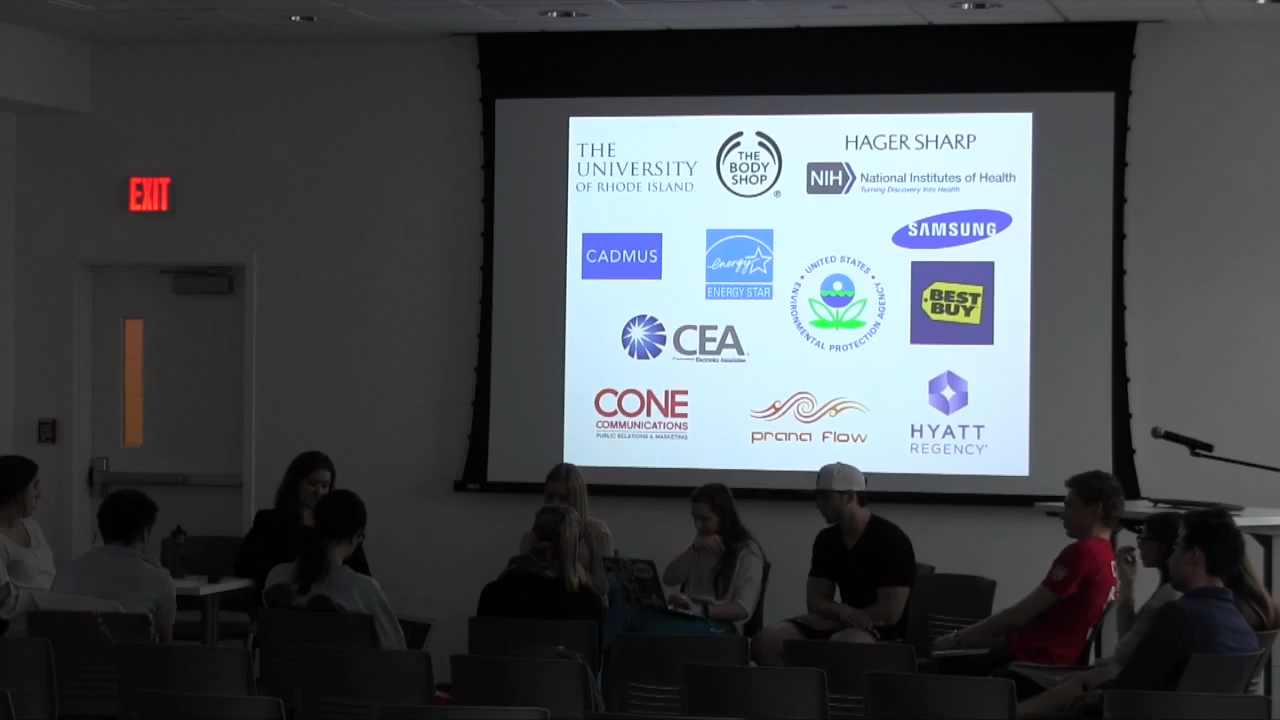 THE
UNIVERSITY
OF RHODE ISLAND
THE
BODY
SHOP
®
HAGER SHARP
NIH
National Institutes of Health
Turning Discovery Into Health
EXIT
SAMSUNG
CADMUS
energy
ENERGY STAR
UNITED STATES
ENVIRONMENTAL PROTECTION AGENCY
BEST
BUY
CEA
Electronics Association
CONE
COMMUNICATIONS
PUBLIC RELATIONS & MARKETING
prana flow
HYATT
REGENCY